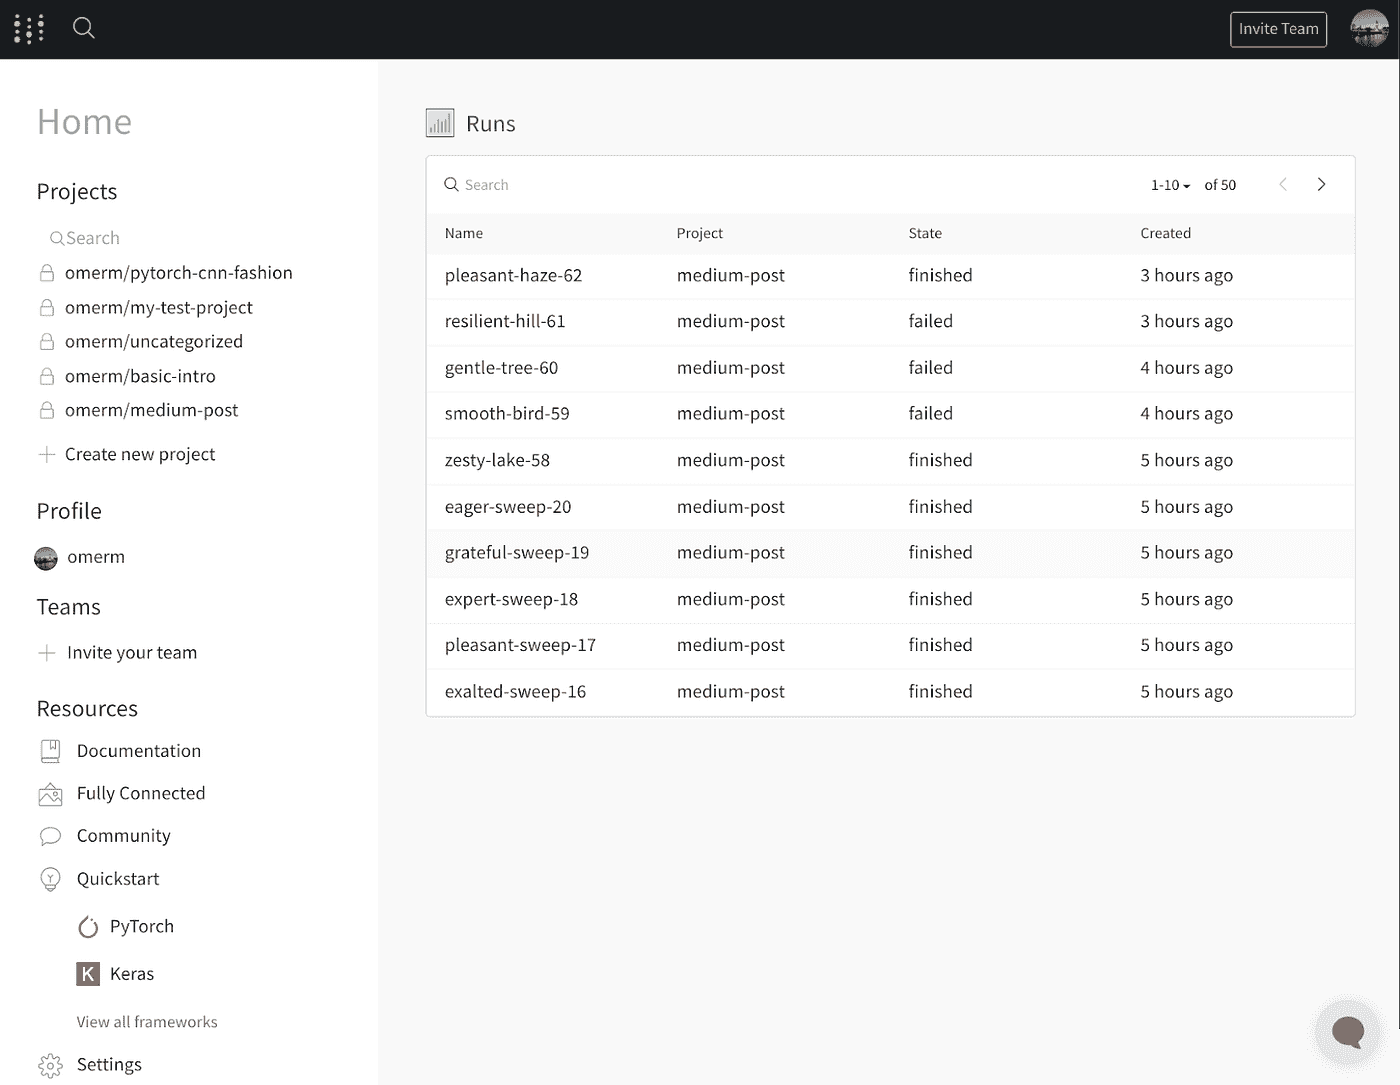 Invite Team
Home
Projects
Search
omerm/pytorch-cnn-fashion
omerm/my-test-project
omerm/uncategorized
omerm/basic-intro
omerm/medium-post
Create new project
Profile
omerm
Teams
Invite your team
Resources
Documentation
Fully Connected
Community
Quickstart
PyTorch
K Keras
View all frameworks
Settings
Runs
Search 1-10 of 50
Name Project State Created
pleasant-haze-62 medium-post finished 3 hours ago
resilient-hill-61 medium-post failed 3 hours ago
gentle-tree-60 medium-post failed 4 hours ago
smooth-bird-59 medium-post failed 4 hours ago
zesty-lake-58 medium-post finished 5 hours ago
eager-sweep-20 medium-post finished 5 hours ago
grateful-sweep-19 medium-post finished 5 hours ago
expert-sweep-18 medium-post finished 5 hours ago
pleasant-sweep-17 medium-post finished 5 hours ago
exalted-sweep-16 medium-post finished 5 hours ago